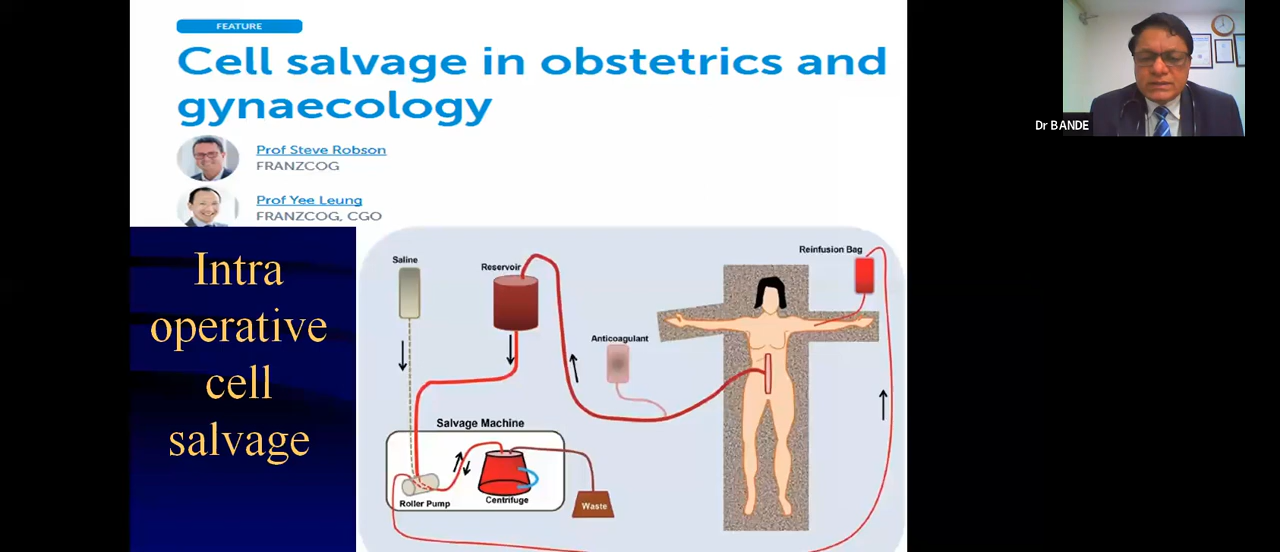 FEATURE
Cell salvage in obstetrics and
gynaecology
Prof Steve Robson
FRANZCOG
Prof Yee Leung
FRANZCOG, CGO
Dr BANDE
Intra
operative
cell
salvage
Saline
Reservoir
Anticoagulant
Reinfusion Bag
Salvage Machine
Roller Pump
Centrifuge
Waste